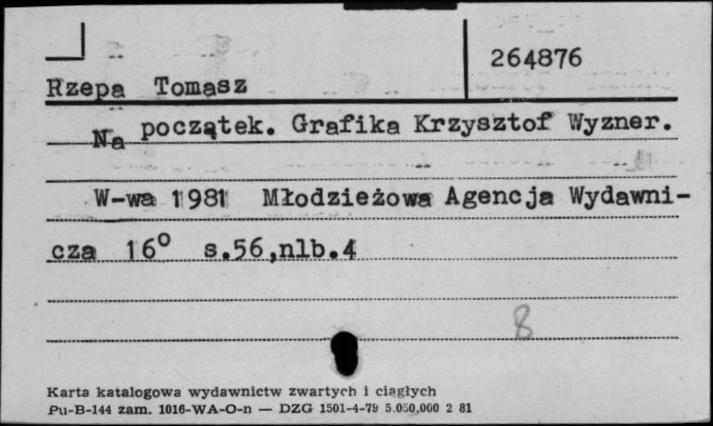 264876
Rzepa Tomasz
Na początek. Grafika Krzysztof Wyzner.
W-wa 1981 Młodzieżowa Agencja Wydawni-
cza 16° s.56,nlb.4
8
Karta katalogowa wydawnictw zwartych i ciągłych
Pu-B-144 zam. 1016-WA-O-n — DZG 1501-4-79 5.050.000 2 81